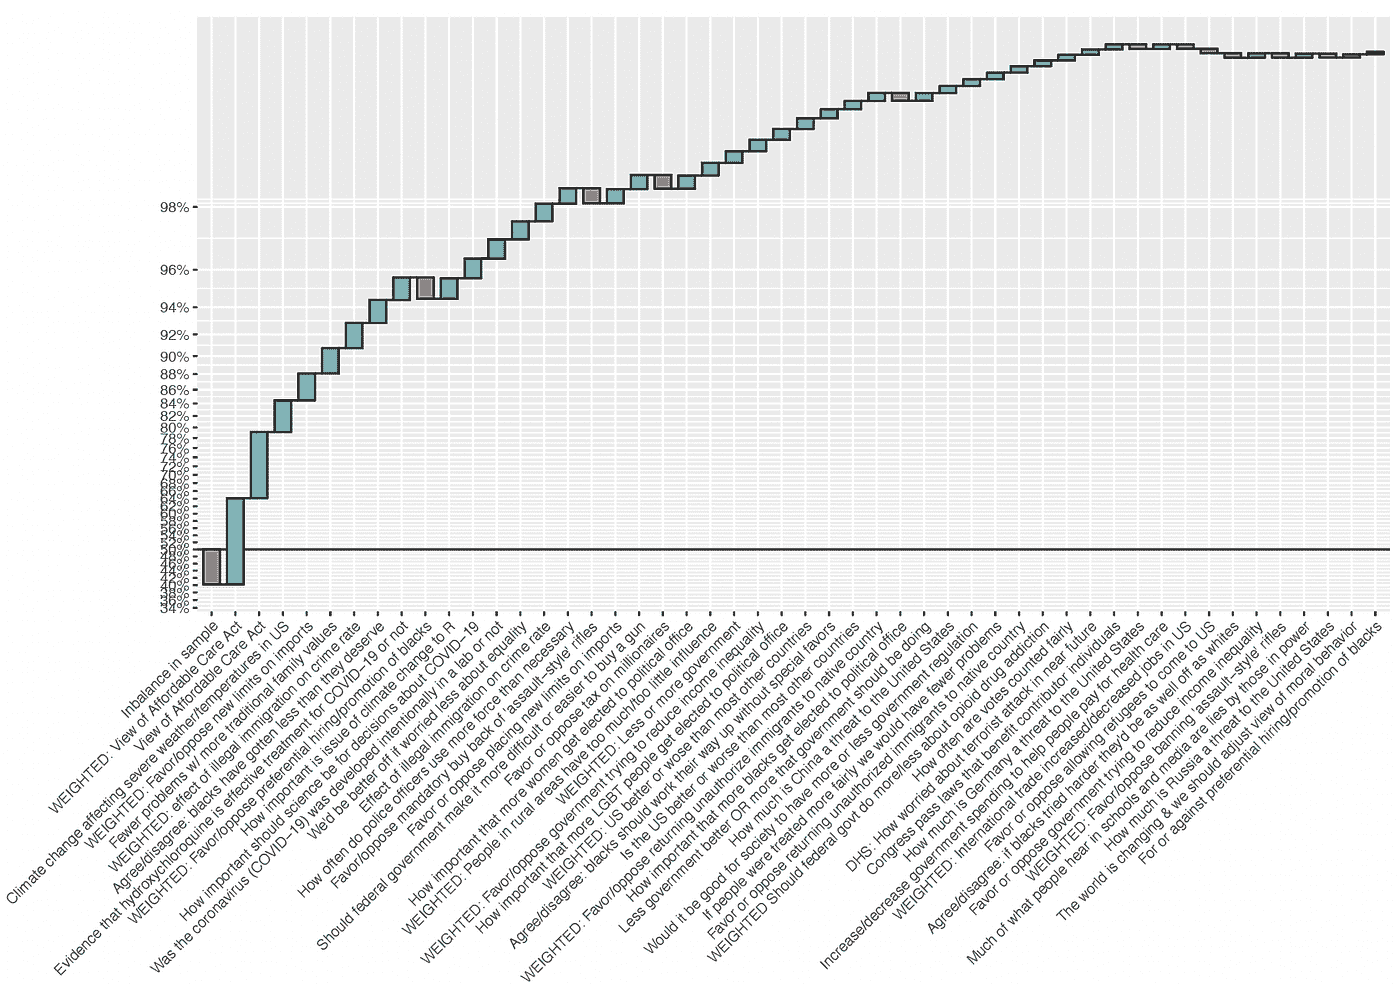 98%
96%
94%
92%
90%
88%
86%
84%
82%
80%
78%
76%
74%
72%
70%
68%
66%
64%
62%
60%
58%
56%
54%
52%
50%
48%
46%
44%
42%
40%
38%
36%
34%
Imbalance in sample
WEIGHTED: View of Affordable Care Act
View of Affordable Care Act
Climate change affecting severe weather/temperatures in US
WEIGHTED: Favor/oppose new limits on imports
Fewer problems w/ more traditional family values
WEIGHTED: effect of illegal immigration on crime rate
Agree/disagree: blacks have gotten less than they deserve
Evidence that hydroxychloroquine is effective treatment for COVID-19 or not
WEIGHTED: Favor/oppose preferential hiring/promotion of blacks
How important is issue of climate change to R
How important should science be for decisions about COVID-19
Was the coronavirus (COVID-19) was developed intentionally in a lab or not
We'd be better off if worried less about equality
Effect of illegal immigration on crime rate
How often do police officers use more force than necessary
Favor/oppose mandatory buy back of 'assault-style' rifles
Favor or oppose placing new limits on imports
Should federal government make it more difficult or easier to buy a gun
Favor or oppose tax on millionaires
How important that more women get elected to political office
WEIGHTED: People in rural areas have too much/too little influence
WEIGHTED: Less or more government
WEIGHTED: Favor/oppose government trying to reduce income inequality
How important that more LGBT people get elected to political office
WEIGHTED: US better or worse than most other countries
Agree/disagree: blacks should work their way up without special favors
Is the US better or worse than most other countries
WEIGHTED: Favor/oppose returning unauthorize immigrants to native country
How important that more blacks get elected to political office
Less government better OR more that government should be doing
How much is China a threat to the United States
Would it be good for society to have more or less government regulation
If people were treated more fairly would have fewer problems
Favor or oppose returning unauthorized immigrants to native country
WEIGHTED Should federal govt do more/less about opioid drug addiction
How often are votes counted fairly
DHS: How worried about terrorist attack in near future
Congress pass laws that benefit contributor individuals
How much is Germany a threat to the United States
Increase/decrease government spending to help people pay for health care
WEIGHTED: International trade increased/decreased jobs in US
Favor or oppose allowing refugees to come to US
Agree/disagree: if blacks tried harder they'd be as well off as whites
Favor or oppose government trying to reduce income inequality
WEIGHTED: Favor/oppose banning 'assault-style' rifles
Much of what people hear in schools and media are lies by those in power
How much is Russia a threat to the United States
The world is changing & we should adjust view of moral behavior
For or against preferential hiring/promotion of blacks